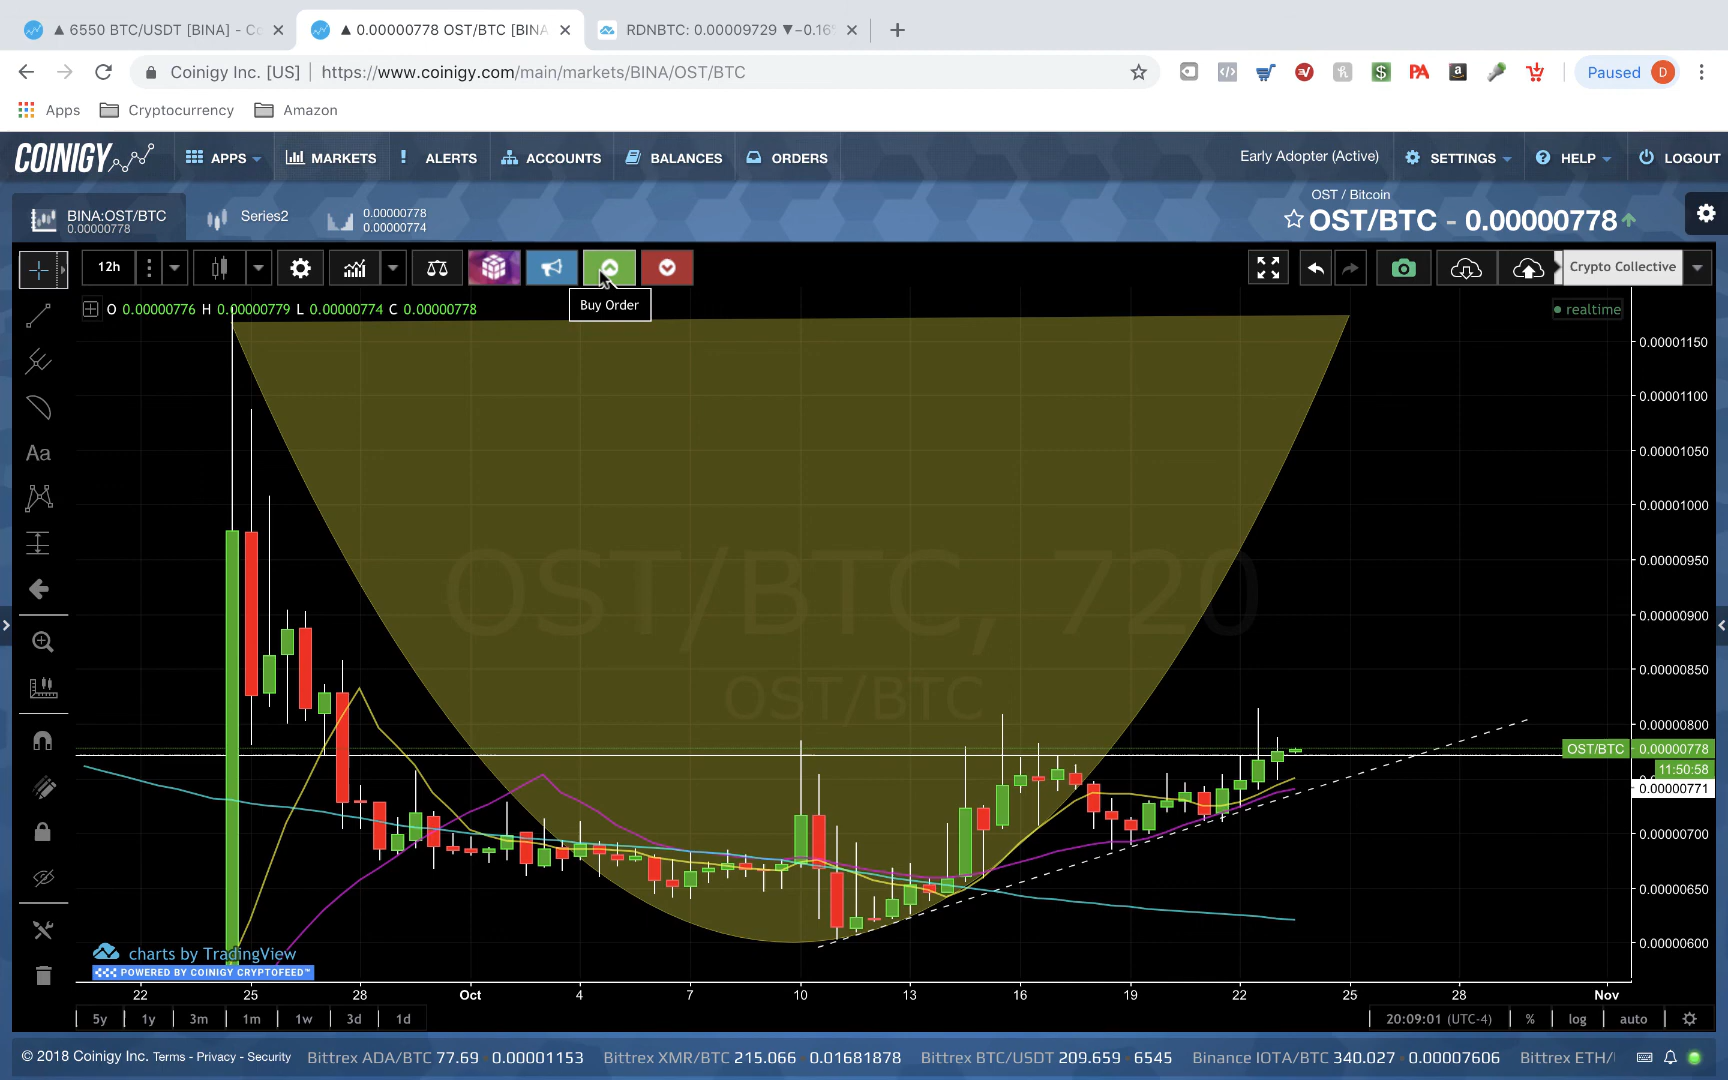 ▲ 6550 BTC/USDT [BINA] - Co
▲ 0.00000778 OST/BTC [BINA
RDNBTC: 0.00009729 ▼−0.16
Coinigy Inc. [US] | https://www.coinigy.com/main/markets/BINA/OST/BTC
PA
Paused D
Apps Cryptocurrency Amazon
COINIGY APPS MARKETS ALERTS ACCOUNTS BALANCES ORDERS Early Adopter (Active) SETTINGS HELP LOGOUT
OST / Bitcoin
OST/BTC - 0.00000778
BINA:OST/BTC
0.00000778
Series2
0.00000778
0.00000774
12h
Crypto Collective
Buy Order
O 0.00000776 H 0.00000779 L 0.00000774 C 0.00000778
realtime
Aa
OST/BTC, 720
OST/BTC
0.00001150
0.00001100
0.00001050
0.00001000
0.00000950
0.00000900
0.00000850
0.00000800
OST/BTC 0.00000778
11:50:58
0.00000771
0.00000700
0.00000650
0.00000600
charts by TradingView
POWERED BY COINIGY CRYPTOFEED™
22 25 28 Oct 4 7 10 13 16 19 22 25 28 Nov
5y 1y 3m 1m 1w 3d 1d
20:09:01 (UTC-4) % log auto
© 2018 Coinigy Inc. Terms - Privacy - Security
Bittrex ADA/BTC 77.69 0.00001153 Bittrex XMR/BTC 215.066 0.01681878 Bittrex BTC/USDT 209.659 6545 Binance IOTA/BTC 340.027 0.00007606 Bittrex ETH/